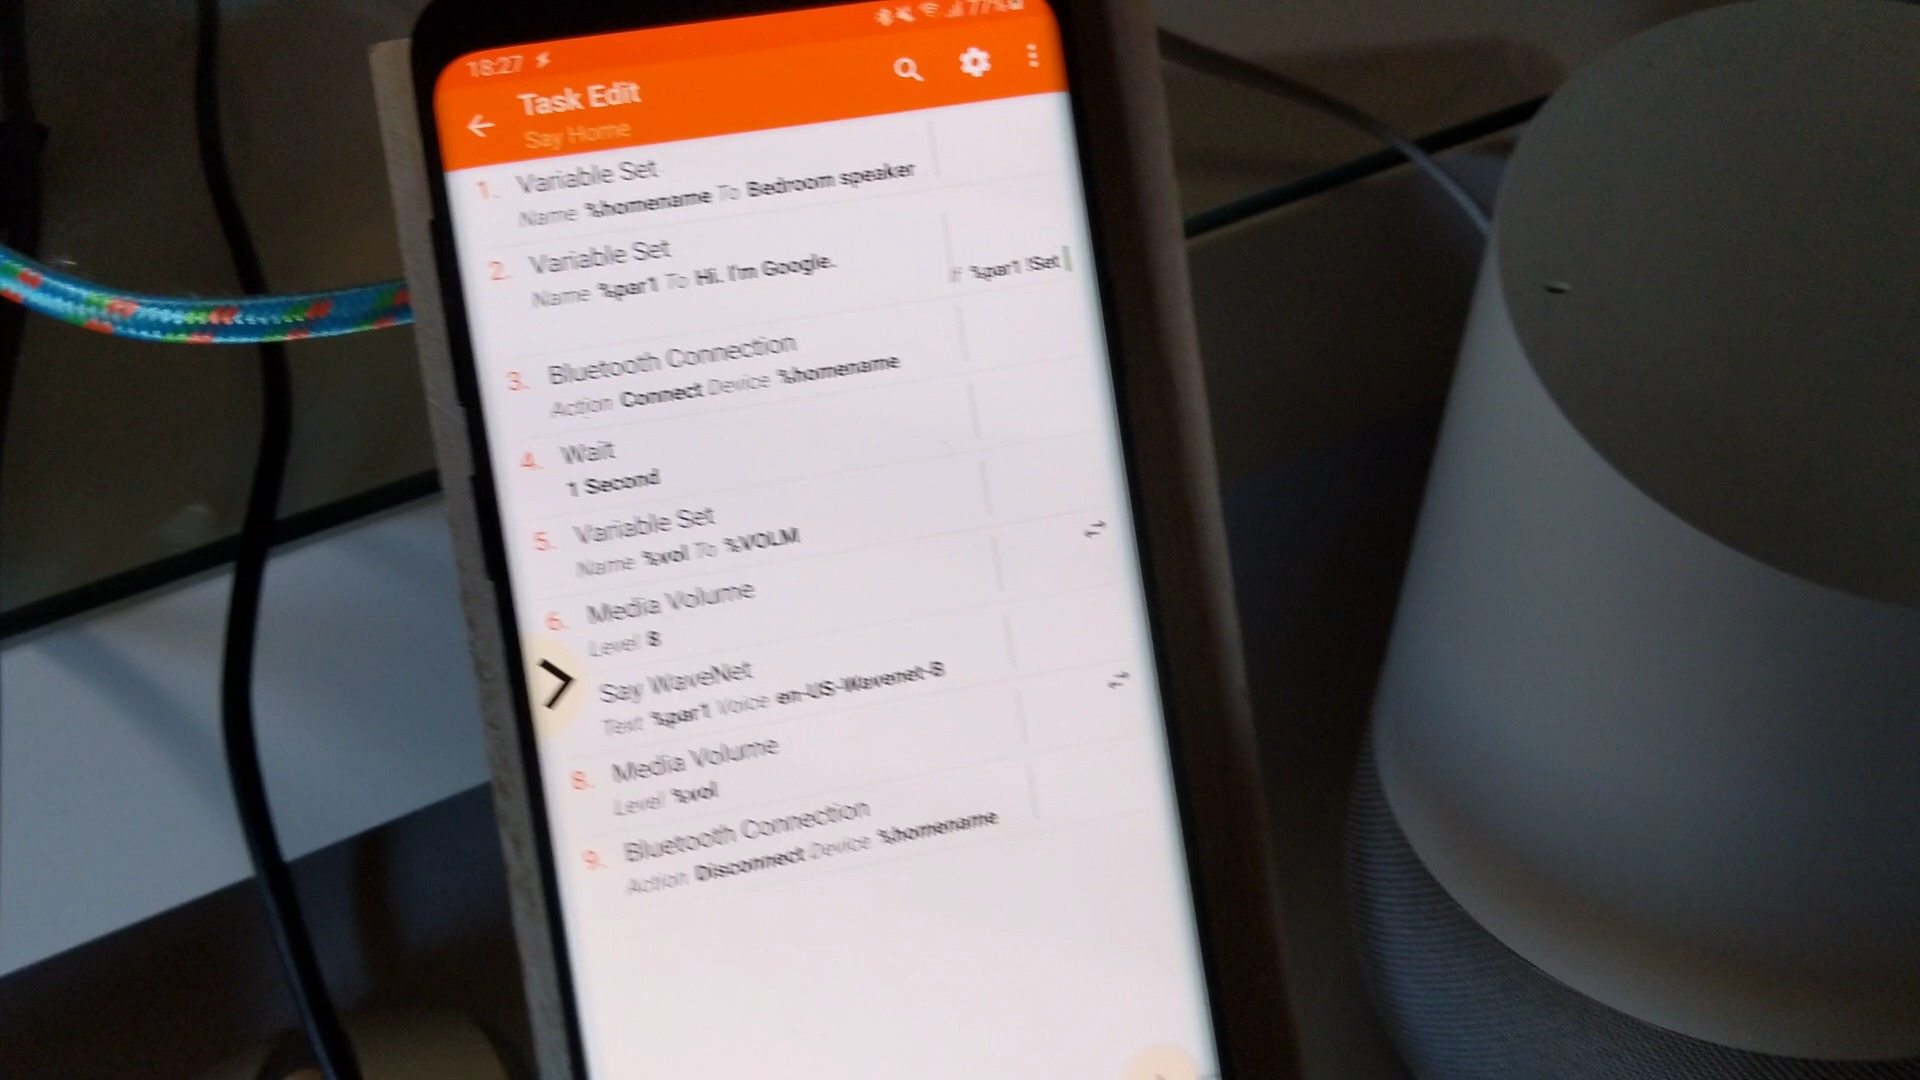 18:27 77%
Task Edit
Say Home
1. Variable Set
Name %homename To Bedroom speaker
2. Variable Set
Name %par1 To Hi. I'm Google.
If %par1 !Set
3. Bluetooth Connection
Action Connect Device %homename
4. Wait
1 Second
5. Variable Set
Name %vol To %VOLM
6. Media Volume
Level 8
Say WaveNet
Text %par1 Voice en-US-Wavenet-B
8. Media Volume
Level %vol
9. Bluetooth Connection
Action Disconnect Device %homename